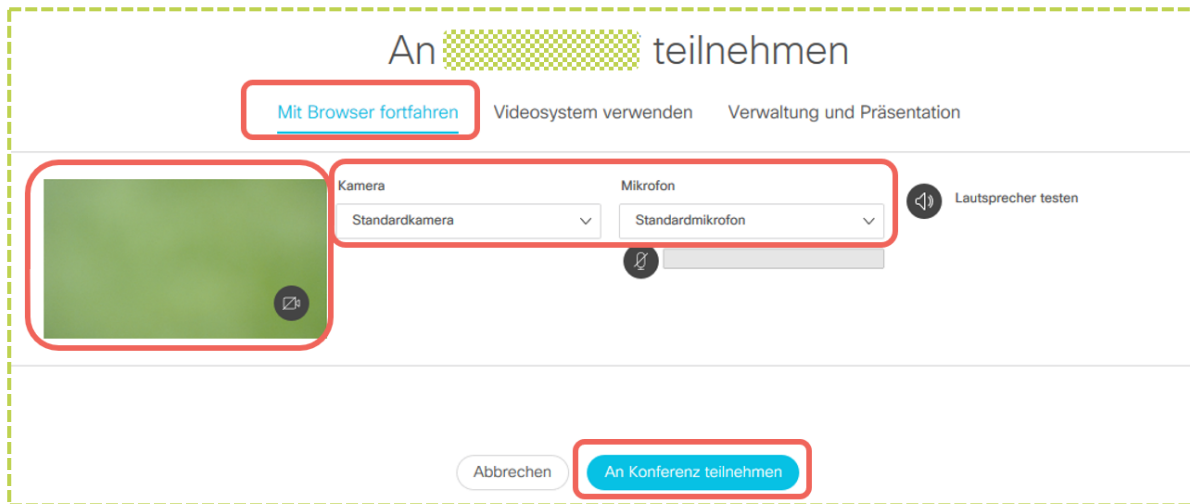 An teilnehmen
Mit Browser fortfahren Videosystem verwenden Verwaltung und Präsentation
Kamera Mikrofon
Standardkamera Standardmikrofon Lautsprecher testen
Abbrechen An Konferenz teilnehmen